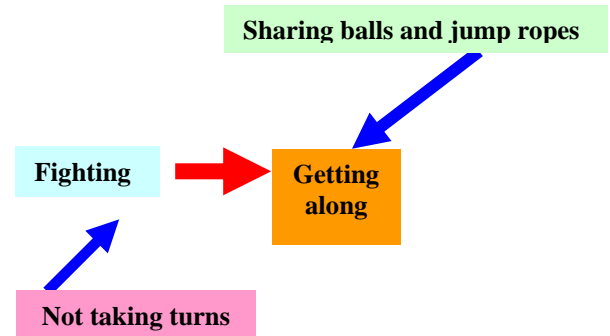 Sharing balls and jump ropes
Fighting
Getting
along
Not taking turns